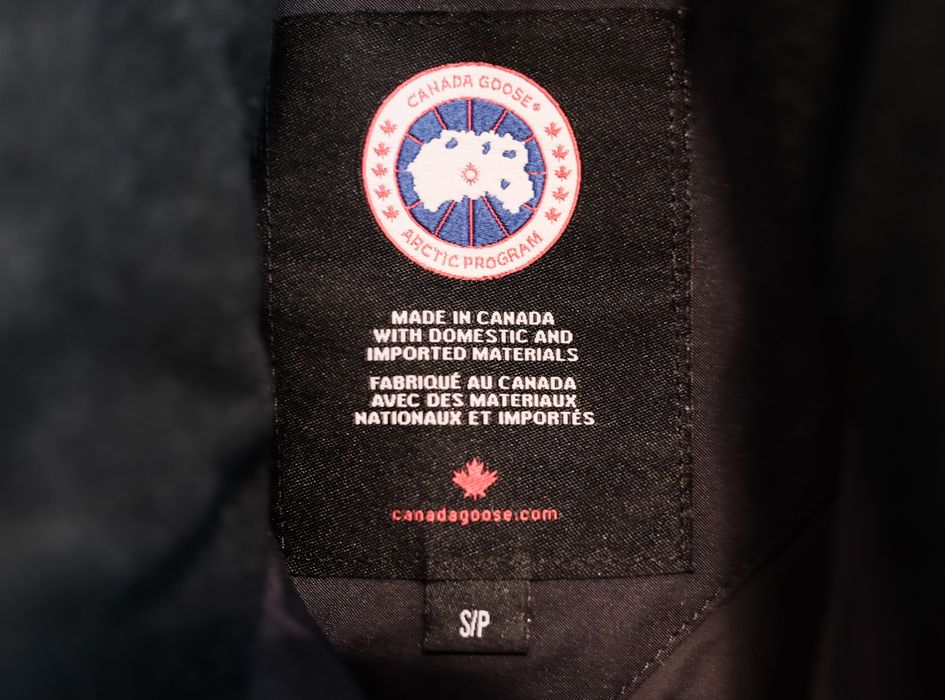 CANADA GOOSE®
ARCTIC PROGRAM
MADE IN CANADA
WITH DOMESTIC AND
IMPORTED MATERIALS
FABRIQUÉ AU CANADA
AVEC DES MATERIAUX
NATIONAUX ET IMPORTÉS
canadagoose.com
S/P